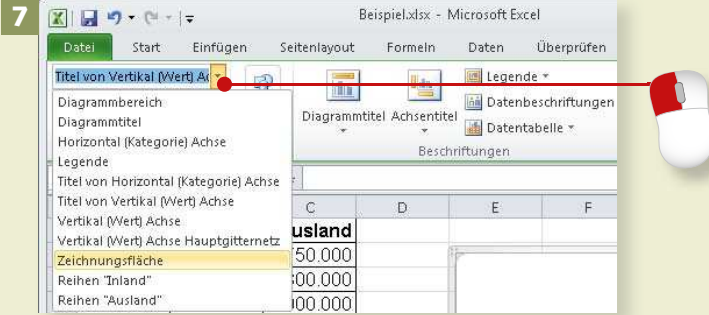 7
Beispiel.xlsx - Microsoft Excel
Datei Start Einfügen Seitenlayout Formeln Daten Überprüfen
Titel von Vertikal (Wert)
Legende
Datenbeschriftungen
Datentabelle
Diagrammtitel Achsentitel
Beschriftungen
Diagrammbereich
Diagrammtitel
Horizontal (Kategorie) Achse
Legende
Titel von Horizontal (Kategorie) Achse
Titel von Vertikal (Wert) Achse
Vertikal (Wert) Achse
Vertikal (Wert) Achse Hauptgitternetz
Zeichnungsfläche
Reihen "Inland"
Reihen "Ausland"
C D E F
usland
50.000
00.000
00.000